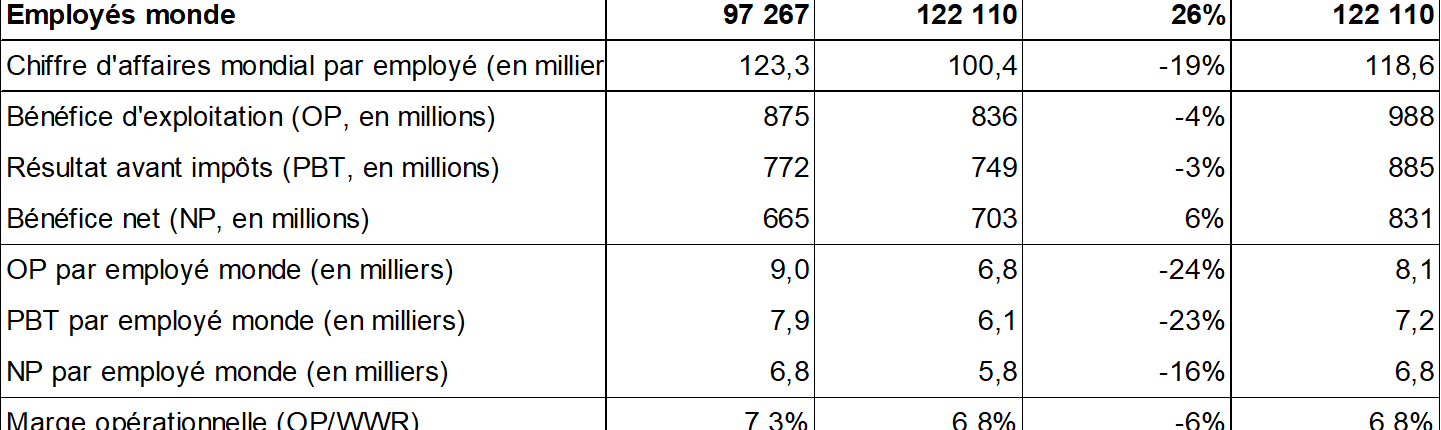 Employés monde 97 267 122 110 26% 122 110
Chiffre d'affaires mondial par employé (en millier 123,3 100,4 -19% 118,6
Bénéfice d'exploitation (OP, en millions) 875 836 -4% 988
Résultat avant impôts (PBT, en millions) 772 749 -3% 885
Bénéfice net (NP, en millions) 665 703 6% 831
OP par employé monde (en milliers) 9,0 6,8 -24% 8,1
PBT par employé monde (en milliers) 7,9 6,1 -23% 7,2
NP par employé monde (en milliers) 6,8 5,8 -16% 6,8
Marge opérationnelle (OP/WWR) 7,3% 6,8% -6% 6,8%